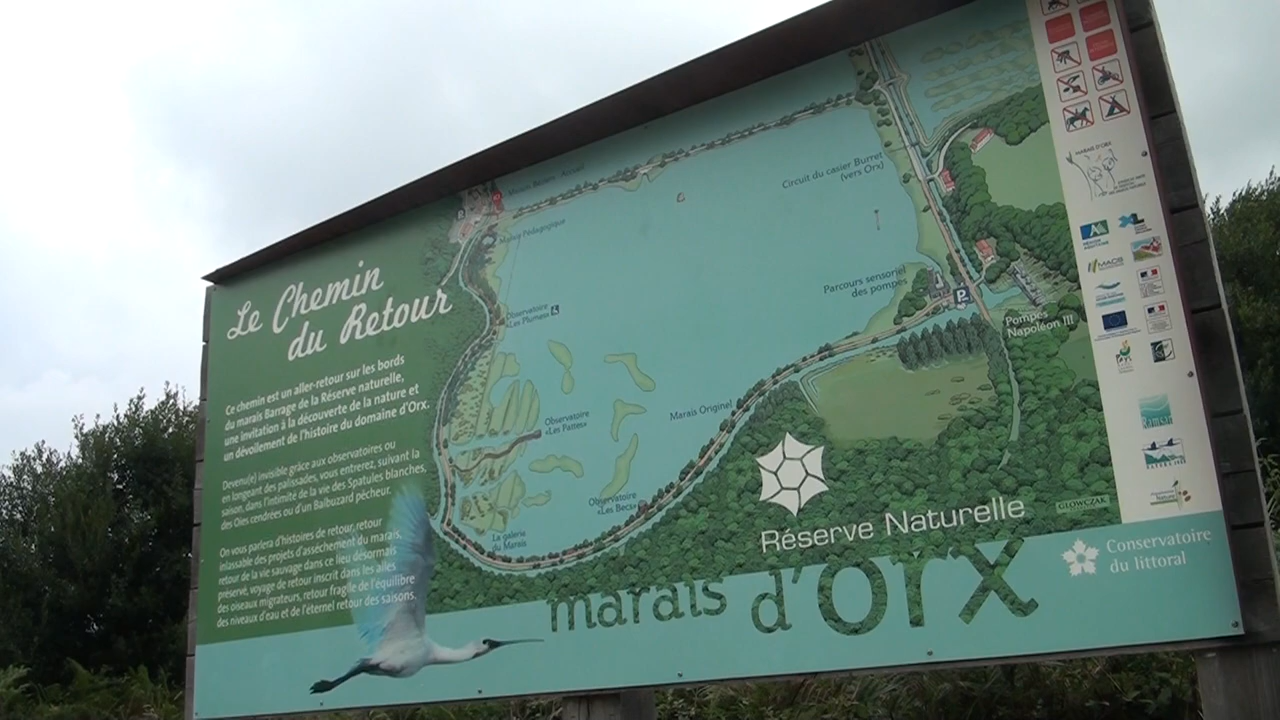 Le Chemin
du Retour
Ce chemin est un aller-retour sur les bords
du marais Barrage de la Réserve naturelle,
une invitation à la découverte de la nature et
un dévoilement de l'histoire du domaine d'Orx.
Devenu(e) invisible grâce aux observatoires ou
en longeant des palissades, vous entrerez, suivant la
saison, dans l'intimité de la vie des Spatules blanches,
des Oies cendrées ou d'un Balbuzard pêcheur.
On vous parlera d'histoires de retour, retour
inlassable des projets d'assèchement du marais,
retour de la vie sauvage dans ce lieu désormais
préservé, voyage de retour inscrit dans les ailes
des oiseaux migrateurs, retour fragile de l'équilibre
des niveaux d'eau et de l'éternel retour des saisons.
P
Accueil
Observatoire
«Les Plumes»
Observatoire
«Les Pattes»
Observatoire
«Les Becs»
La galerie
du Marais
Marais Originel
Circuit du casier Burret
(vers Orx)
Parcours sensoriel
des pompes
P
Pompes
Napoléon III
GLOWCZAK
Réserve Naturelle
marais d'orx
MARAIS D'ORX
MACS
Ramsar
Conservatoire
du littoral